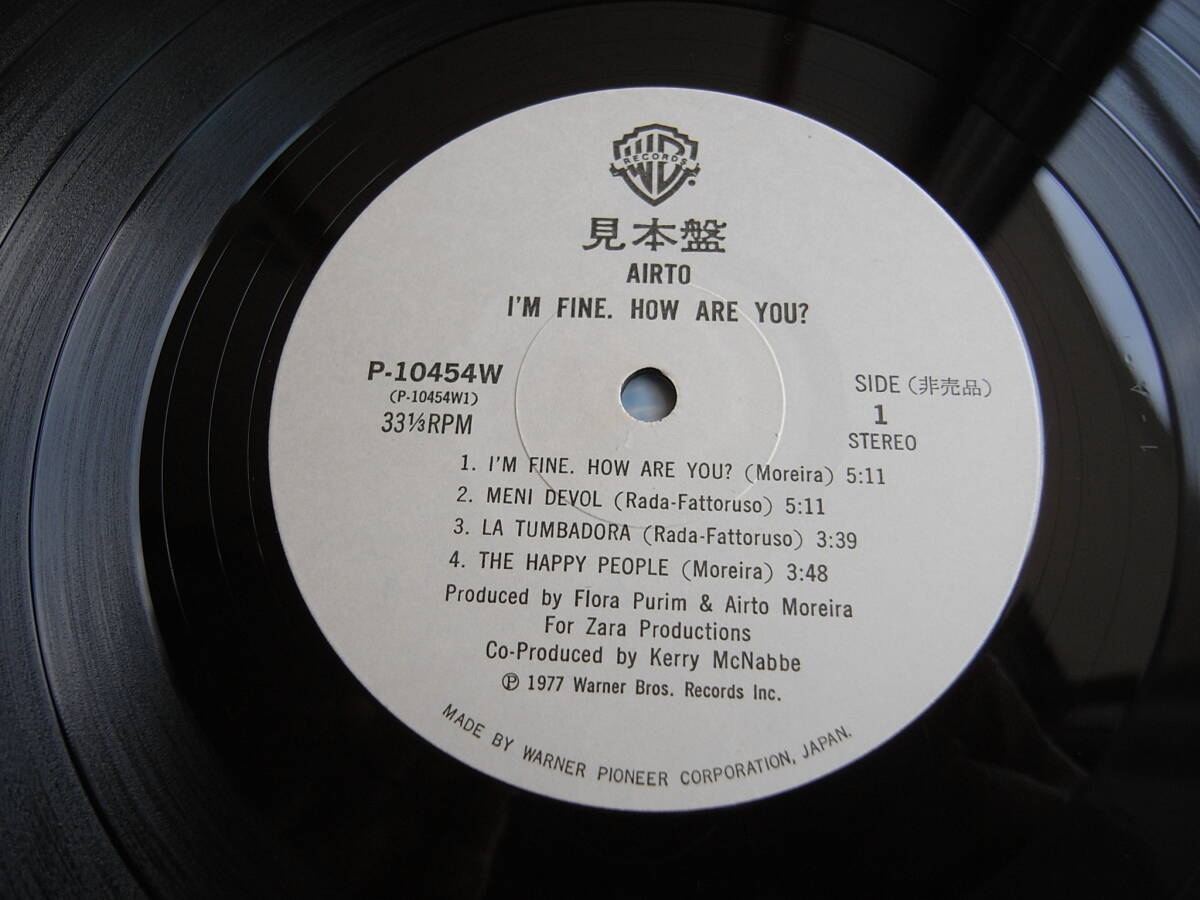 WB RECORDS
見本盤
AIRTO
I'M FINE. HOW ARE YOU?
P-10454W
(P-10454W1)
33⅓RPM
SIDE (非売品)
1
STEREO
1. I'M FINE. HOW ARE YOU? (Moreira) 5:11
2. MENI DEVOL (Rada-Fattoruso) 5:11
3. LA TUMBADORA (Rada-Fattoruso) 3:39
4. THE HAPPY PEOPLE (Moreira) 3:48
Produced by Flora Purim & Airto Moreira
For Zara Productions
Co-Produced by Kerry McNabbe
℗ 1977 Warner Bros. Records Inc.
MADE BY WARNER PIONEER CORPORATION, JAPAN.